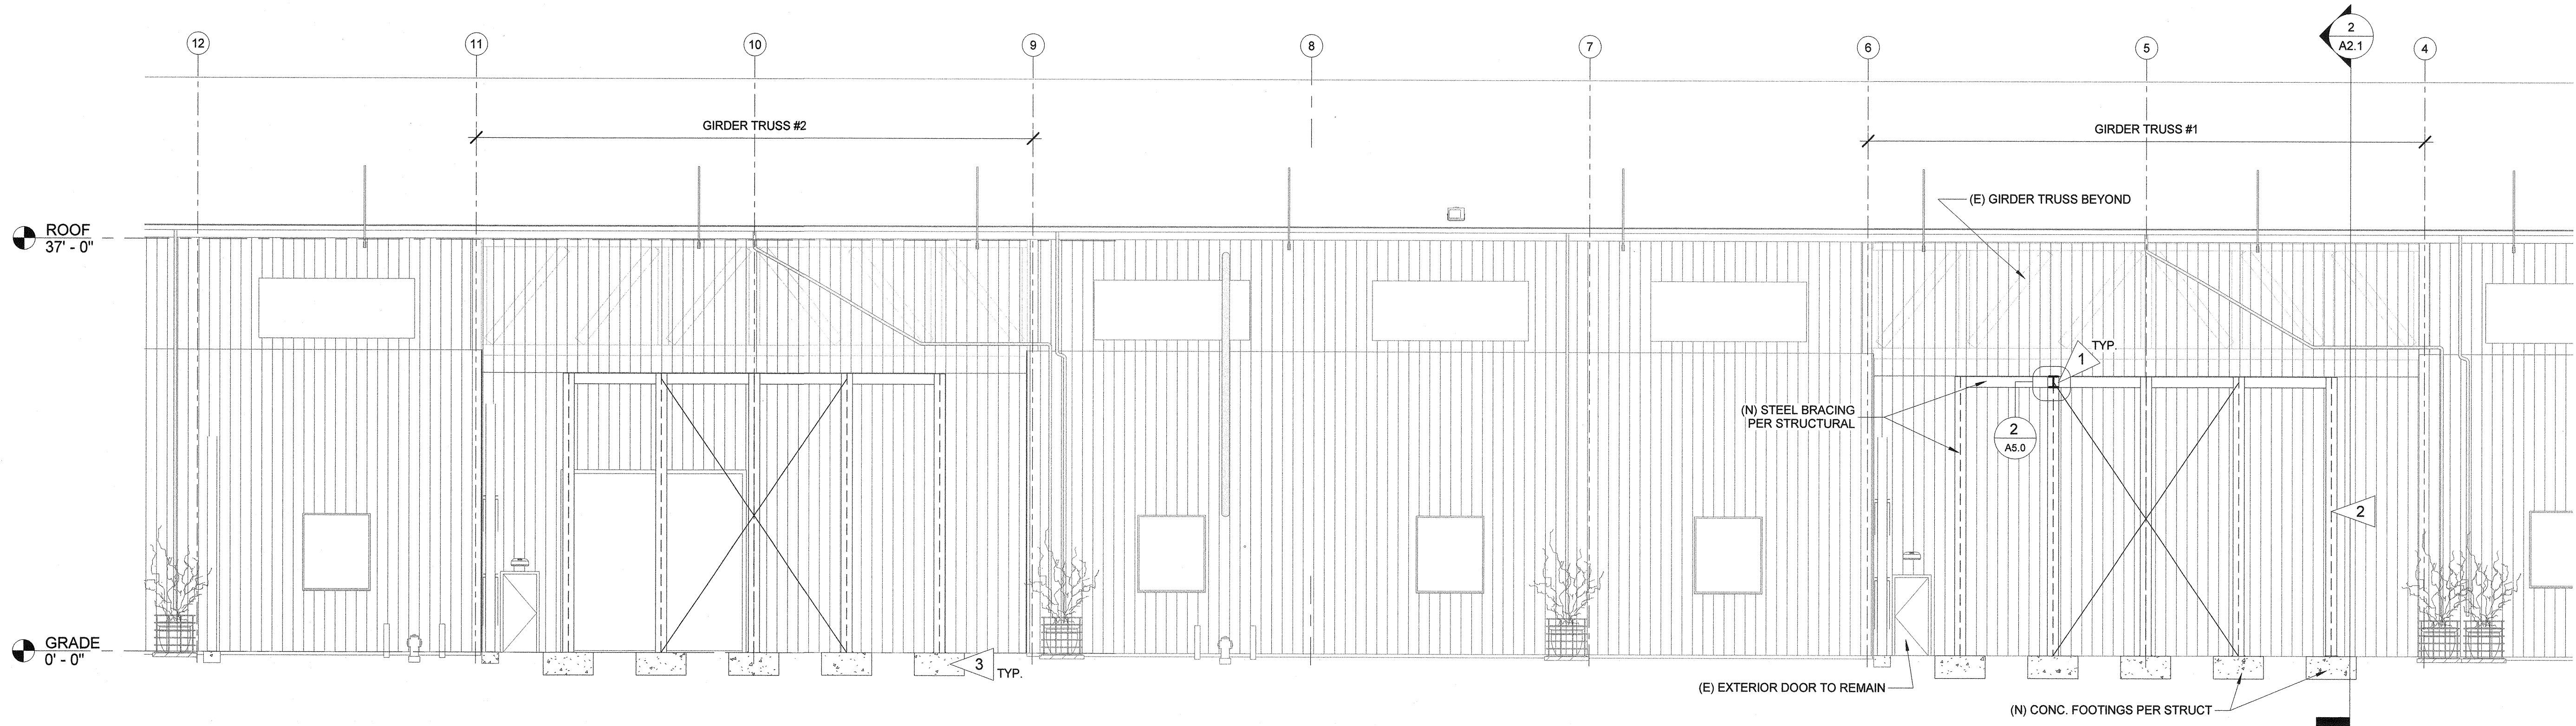 12
11
10
9
8
7
6
5
4
2
A2.1
GIRDER TRUSS #2
GIRDER TRUSS #1
(E) GIRDER TRUSS BEYOND
ROOF
37' - 0"
1
TYP.
(N) STEEL BRACING
PER STRUCTURAL
2
A5.0
2
GRADE
0' - 0"
3
TYP.
(E) EXTERIOR DOOR TO REMAIN
(N) CONC. FOOTINGS PER STRUCT